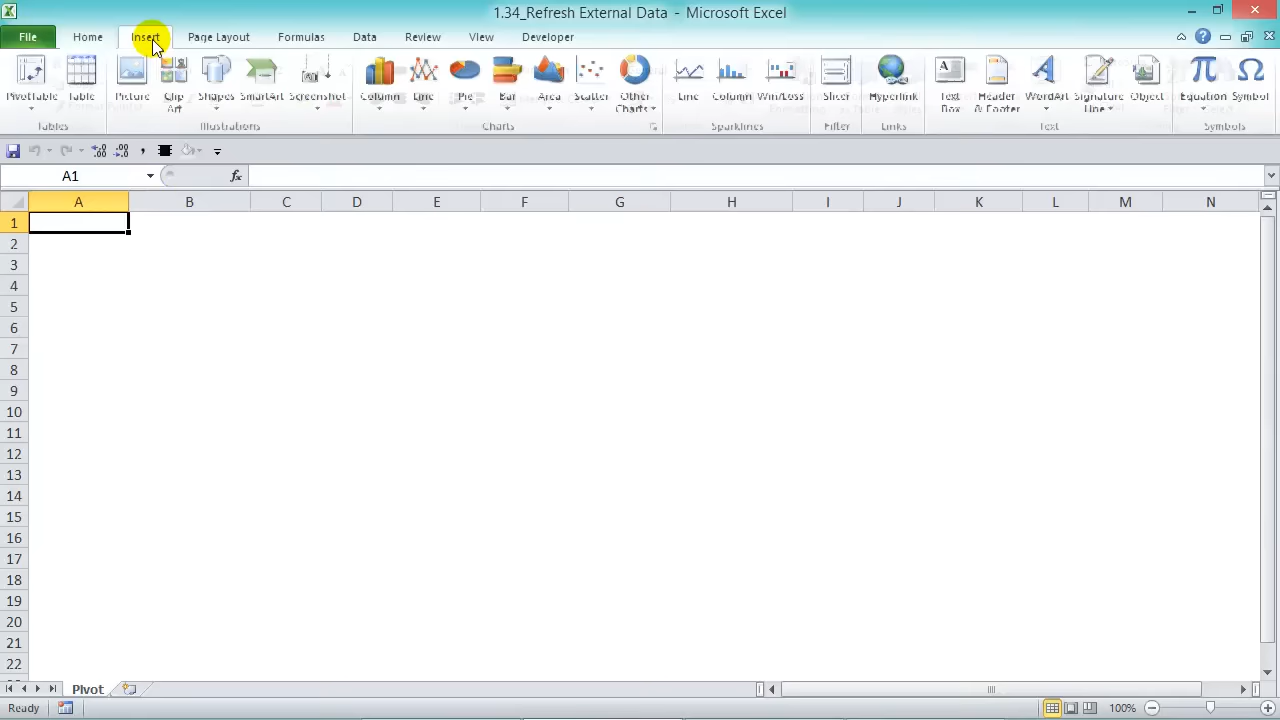 1.34_Refresh External Data - Microsoft Excel
File Home Insert Page Layout Formulas Data Review View Developer
PivotTable Table Picture Clip Art Shapes SmartArt Screenshot Column Line Pie Bar Area Scatter Other Charts Line Column Win/Loss Slicer Hyperlink Text Box Header & Footer WordArt Signature Line Object Equation Symbol
Tables Illustrations Charts Sparklines Filter Links Text Symbols
A1 fx
A B C D E F G H I J K L M N
1
2
3
4
5
6
7
8
9
10
11
12
13
14
15
16
17
18
19
20
21
22
Pivot
Ready 100%